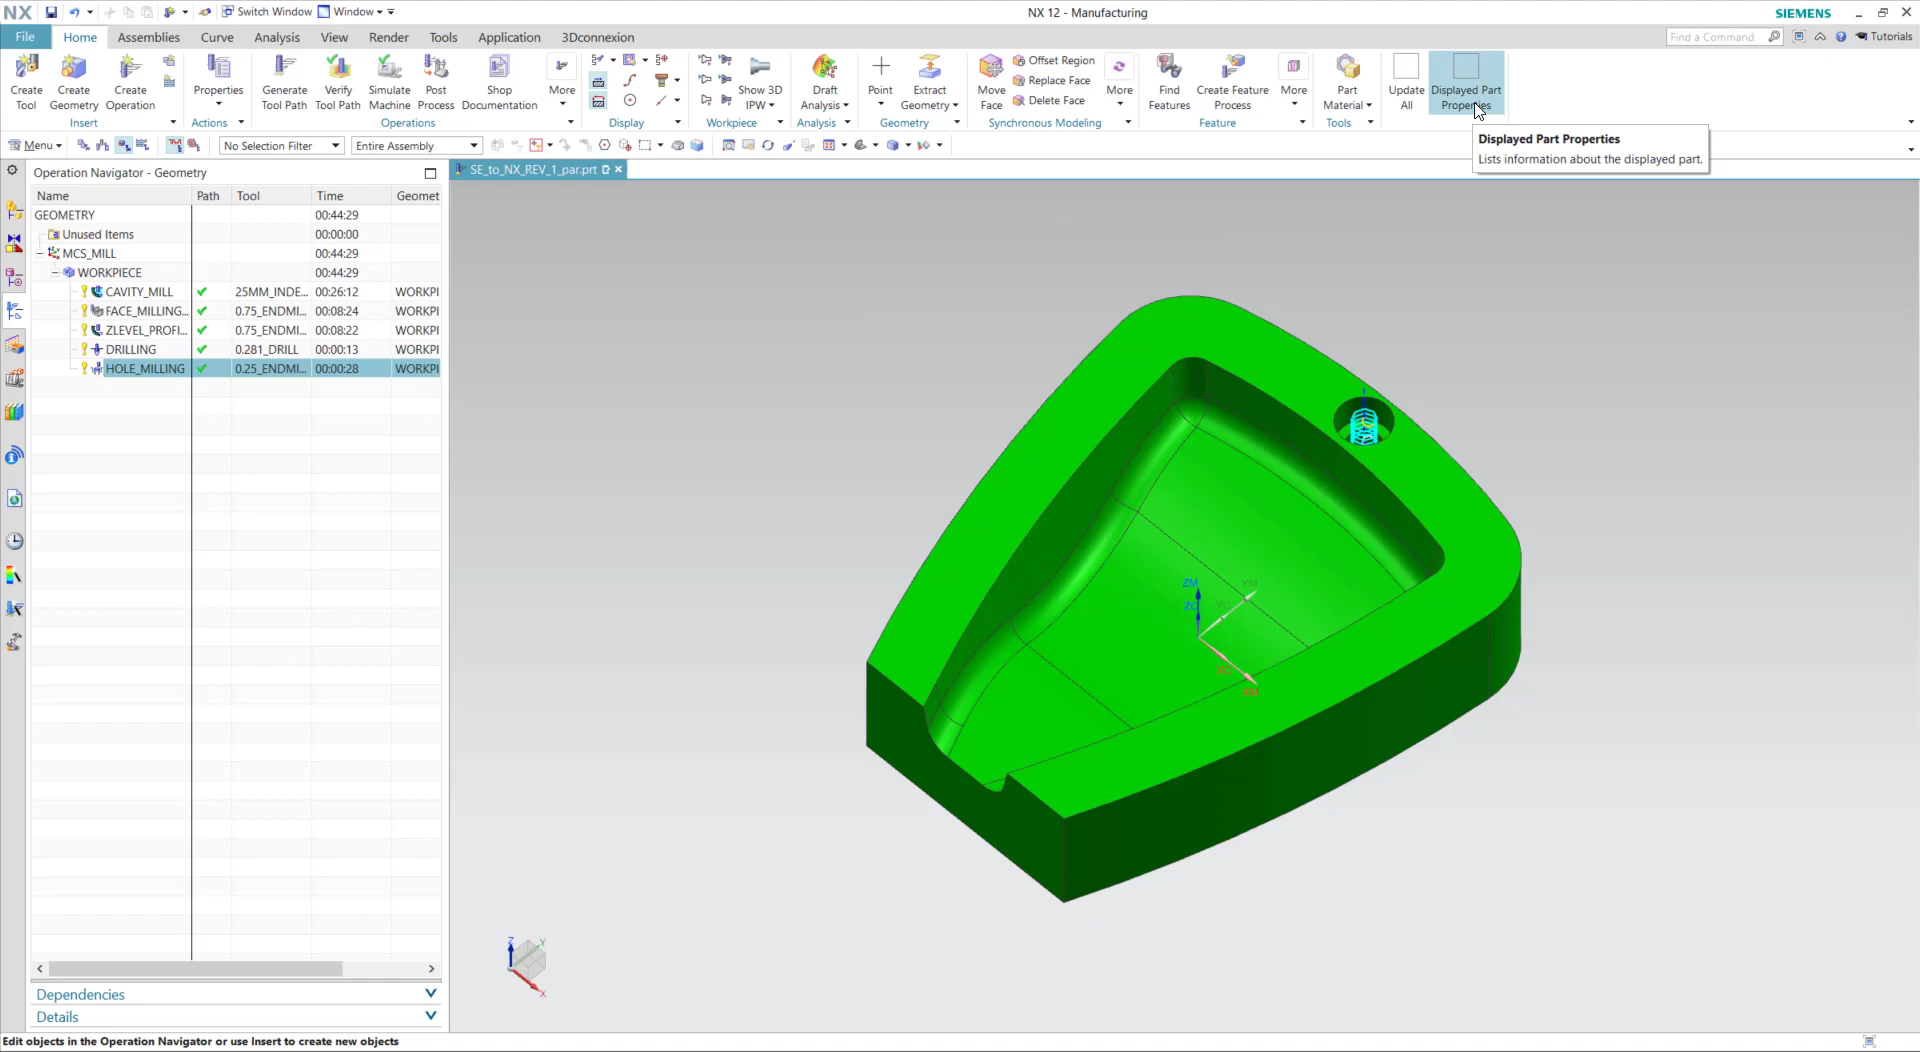 NX
Switch Window
Window
NX 12 - Manufacturing
SIEMENS
File
Home
Assemblies
Curve
Analysis
View
Render
Tools
Application
3Dconnexion
Find a Command
Tutorials
Create Tool
Create Geometry
Create Operation
Properties
Generate Tool Path
Verify Tool Path
Simulate Machine
Post Process
Shop Documentation
More
Show 3D IPW
Draft Analysis
Point
Extract Geometry
Move Face
Offset Region
Replace Face
Delete Face
More
Find Features
Create Feature Process
More
Part Material
Update All
Displayed Part Properties
Insert
Actions
Operations
Display
Workpiece
Analysis
Geometry
Synchronous Modeling
Feature
Tools
Displayed Part Properties
Lists information about the displayed part.
Menu
No Selection Filter
Entire Assembly
Operation Navigator - Geometry
SE_to_NX_REV_1_par.prt
Name Path Tool Time Geomet
GEOMETRY 00:44:29
Unused Items 00:00:00
MCS_MILL 00:44:29
WORKPIECE 00:44:29
CAVITY_MILL 25MM_INDE... 00:26:12 WORKPI
FACE_MILLING... 0.75_ENDMI... 00:08:24 WORKPI
ZLEVEL_PROFI... 0.75_ENDMI... 00:08:22 WORKPI
DRILLING 0.281_DRILL 00:00:13 WORKPI
HOLE_MILLING 0.25_ENDMI... 00:00:28 WORKPI
ZM
YM
ZC
YC
XC
XM
Z
Y
X
Dependencies
Details
Edit objects in the Operation Navigator or use Insert to create new objects